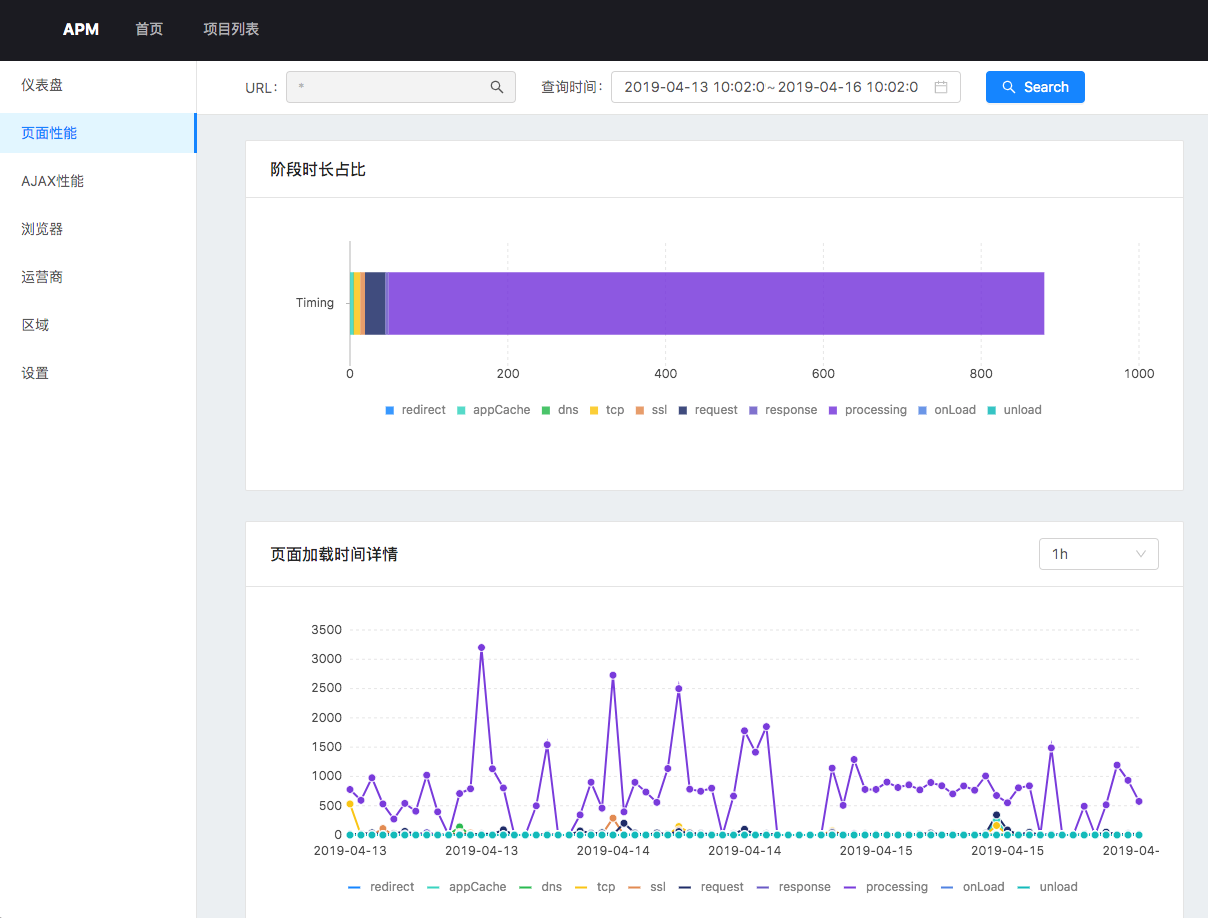 APM 首页 项目列表
仪表盘
页面性能
AJAX性能
浏览器
运营商
区域
设置
URL: * 查询时间: 2019-04-13 10:02:0 ~ 2019-04-16 10:02:0 Search
阶段时长占比
Timing
0 200 400 600 800 1000
redirect appCache dns tcp ssl request response processing onLoad unload
页面加载时间详情 1h
3500
3000
2500
2000
1500
1000
500
0
2019-04-13 2019-04-13 2019-04-14 2019-04-14 2019-04-15 2019-04-15 2019-04-
redirect appCache dns tcp ssl request response processing onLoad unload